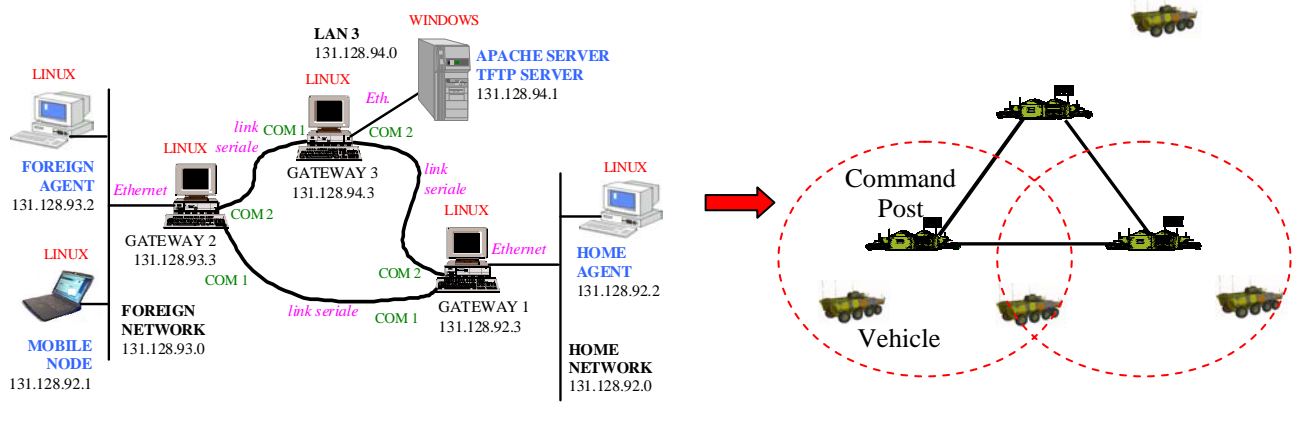 WINDOWS
LAN 3
131.128.94.0
APACHE SERVER
TFTP SERVER
131.128.94.1
LINUX
LINUX
Eth.
link
seriale
COM 1
COM 2
LINUX
GATEWAY 3
131.128.94.3
FOREIGN
AGENT
131.128.93.2
Ethernet
COM 2
link
seriale
LINUX
LINUX
GATEWAY 2
131.128.93.3
LINUX
COM 1
Ethernet
HOME
AGENT
131.128.92.2
COM 2
GATEWAY 1
131.128.92.3
link seriale
COM 1
FOREIGN
NETWORK
131.128.93.0
MOBILE
NODE
131.128.92.1
HOME
NETWORK
131.128.92.0
Command
Post
Vehicle